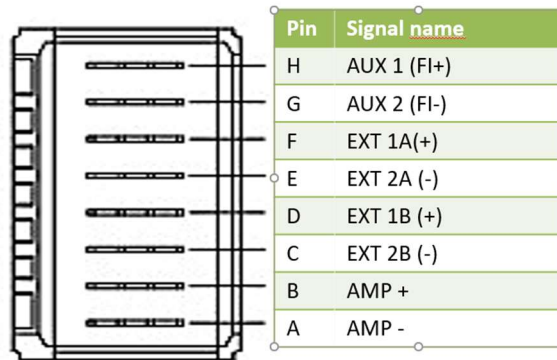 Pin Signal name
H AUX 1 (FI+)
G AUX 2 (FI-)
F EXT 1A(+)
E EXT 2A (-)
D EXT 1B (+)
C EXT 2B (-)
B AMP +
A AMP -